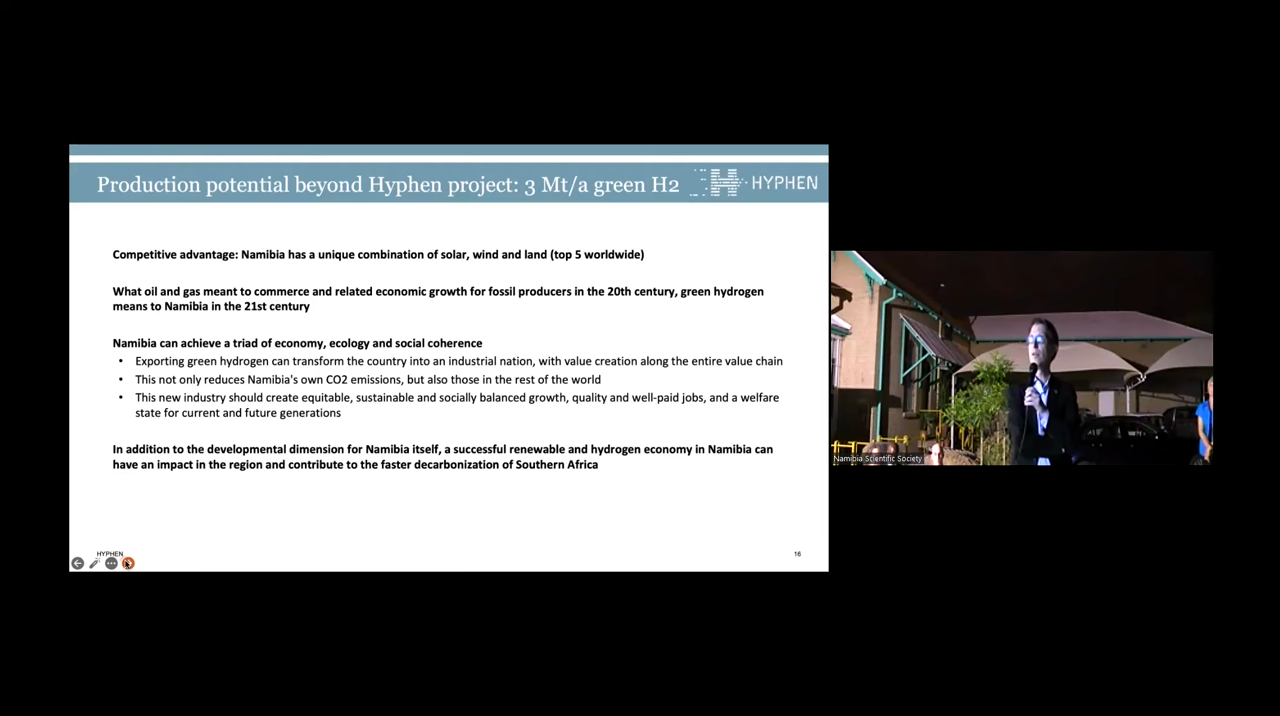 Production potential beyond Hyphen project: 3 Mt/a green H2
HYPHEN
Competitive advantage: Namibia has a unique combination of solar, wind and land (top 5 worldwide)
What oil and gas meant to commerce and related economic growth for fossil producers in the 20th century, green hydrogen
means to Namibia in the 21st century
Namibia can achieve a triad of economy, ecology and social coherence
• Exporting green hydrogen can transform the country into an industrial nation, with value creation along the entire value chain
• This not only reduces Namibia's own CO2 emissions, but also those in the rest of the world
• This new industry should create equitable, sustainable and socially balanced growth, quality and well-paid jobs, and a welfare
state for current and future generations
In addition to the developmental dimension for Namibia itself, a successful renewable and hydrogen economy in Namibia can
have an impact in the region and contribute to the faster decarbonization of Southern Africa
HYPHEN
16
Namibia Scientific Society